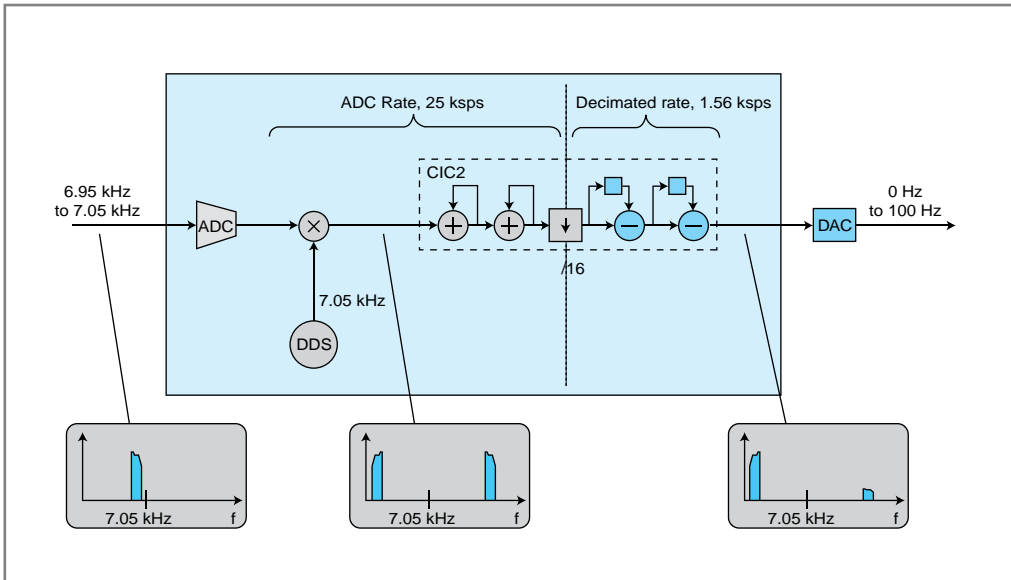 ADC Rate, 25 ksps
Decimated rate, 1.56 ksps
CIC2
6.95 kHz
to 7.05 kHz
ADC
×
+
+
↓
−
−
DAC
0 Hz
to 100 Hz
/16
7.05 kHz
DDS
7.05 kHz f
7.05 kHz f
7.05 kHz f